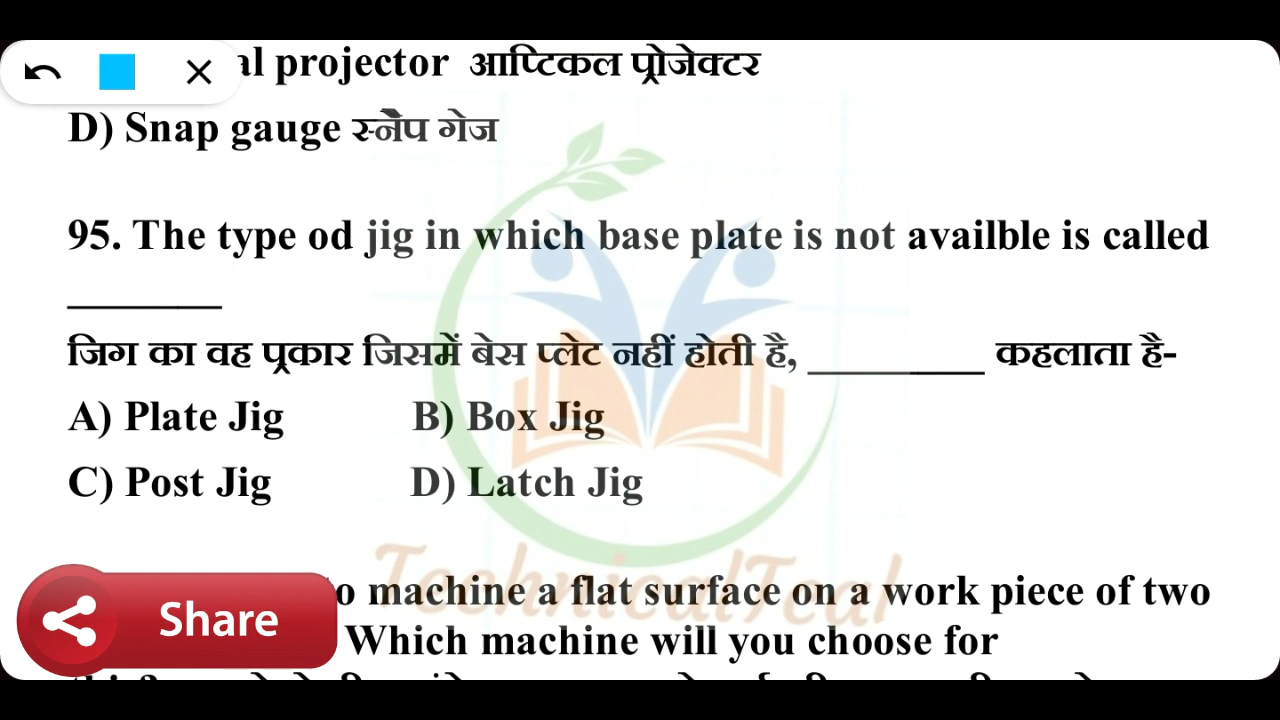 projector आप्टिकल प्रोजेक्टर
D) Snap gauge स्नैप गेज
95. The type od jig in which base plate is not availble is called
_______
जिग का वह प्रकार जिसमें बेस प्लेट नहीं होती है, ________ कहलाता है-
A) Plate Jig B) Box Jig
C) Post Jig D) Latch Jig
machine a flat surface on a work piece of two
Which machine will you choose for
Share
TechnicalTeal